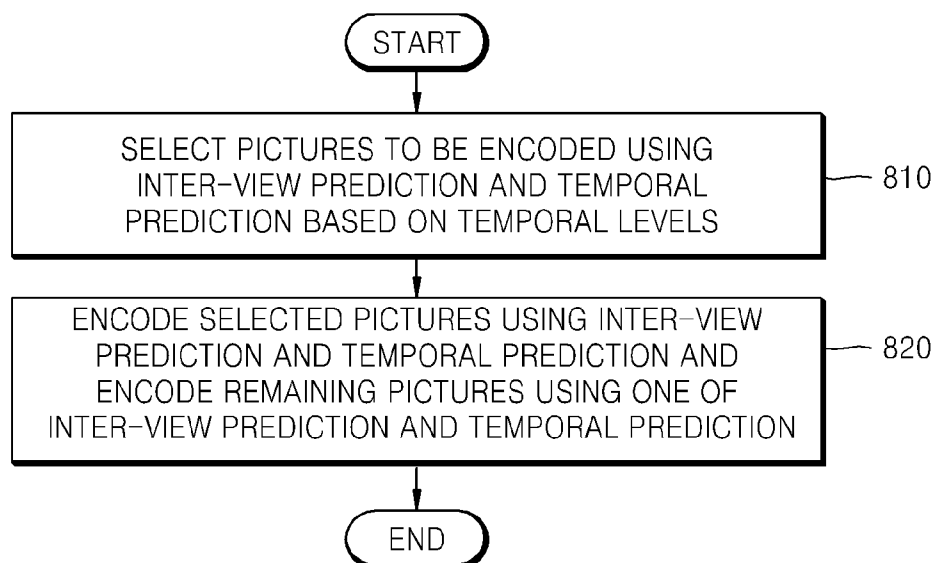 START
SELECT PICTURES TO BE ENCODED USING
INTER-VIEW PREDICTION AND TEMPORAL
PREDICTION BASED ON TEMPORAL LEVELS
810
ENCODE SELECTED PICTURES USING INTER-VIEW
PREDICTION AND TEMPORAL PREDICTION AND
ENCODE REMAINING PICTURES USING ONE OF
INTER-VIEW PREDICTION AND TEMPORAL PREDICTION
820
END